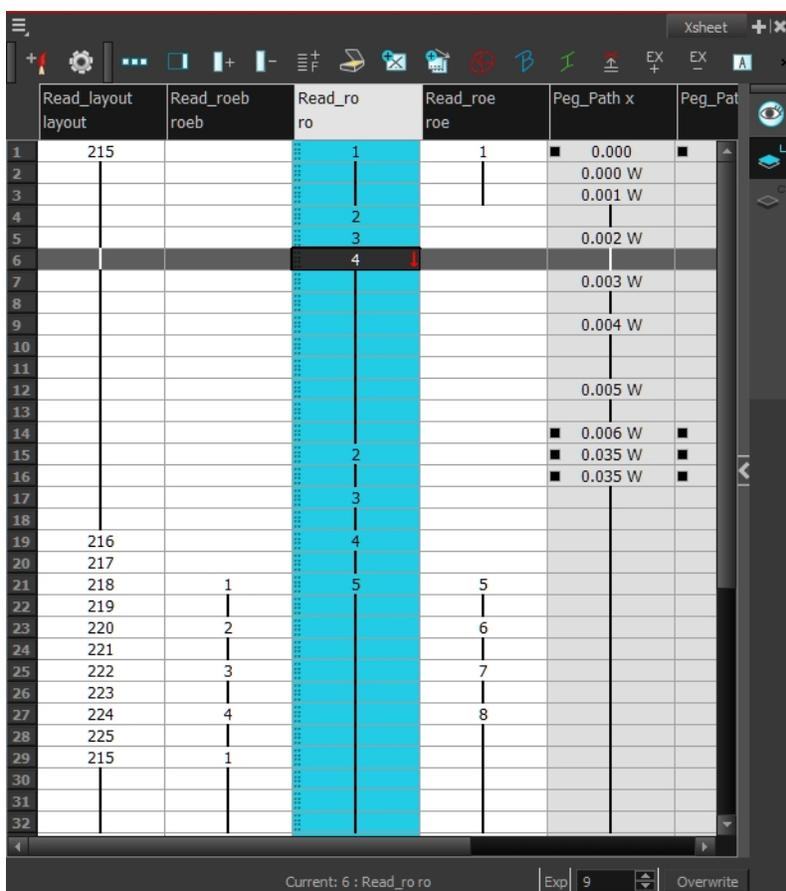 Xsheet
F
B
I
EX
EX
A
Read_layout Read_roeb Read_ro Read_roe Peg_Path x Peg_Pat
layout roeb ro roe
1 215 1 1 0.000
2 0.000 W
3 0.001 W
4 2
5 3 0.002 W
6 4
7 0.003 W
8
9 0.004 W
10
11
12 0.005 W
13
14 0.006 W
15 2 0.035 W
16 0.035 W
17 3
18
19 216 4
20 217
21 218 1 5 5
22 219
23 220 2 6
24 221
25 222 3 7
26 223
27 224 4 8
28 225
29 215 1
30
31
32
L
C
Current: 6 : Read_ro ro Exp 9 Overwrite